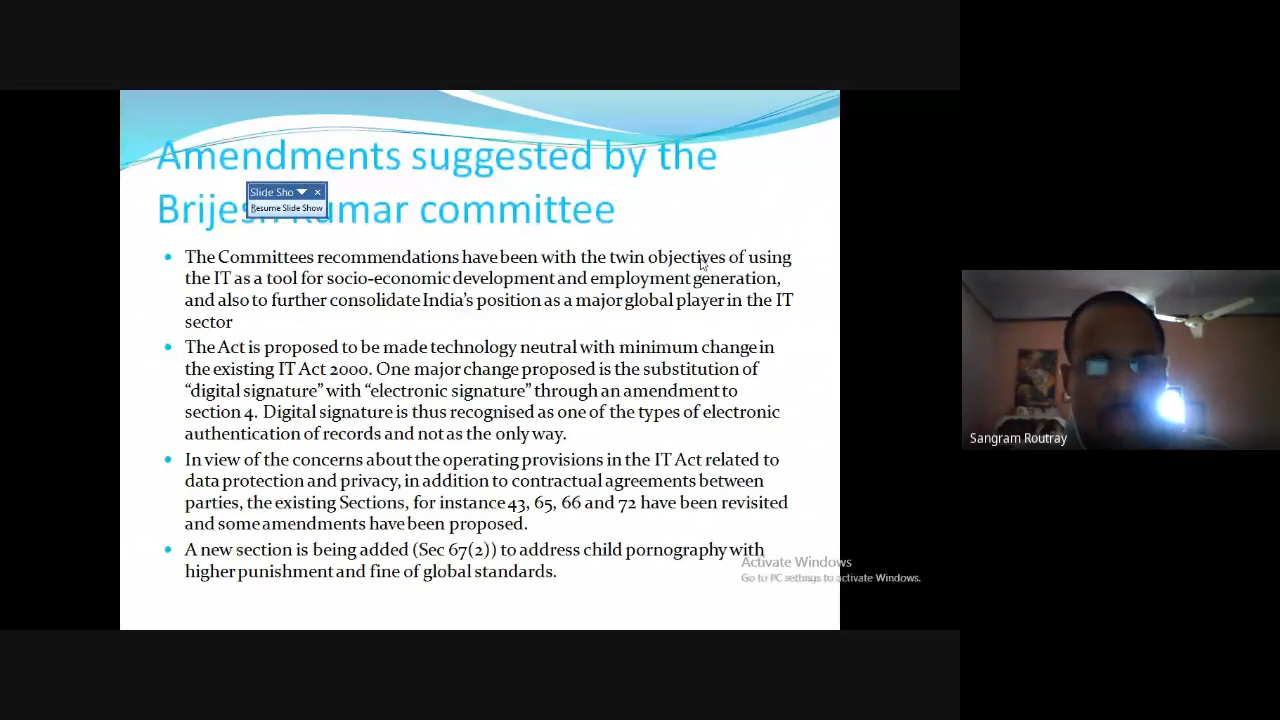 Amendments suggested by the
Brijesh Kumar committee
Slide Sho
Resume Slide Show
The Committees recommendations have been with the twin objectives of using
the IT as a tool for socio-economic development and employment generation,
and also to further consolidate India's position as a major global player in the IT
sector
The Act is proposed to be made technology neutral with minimum change in
the existing IT Act 2000. One major change proposed is the substitution of
“digital signature” with “electronic signature” through an amendment to
section 4. Digital signature is thus recognised as one of the types of electronic
authentication of records and not as the only way.
In view of the concerns about the operating provisions in the IT Act related to
data protection and privacy, in addition to contractual agreements between
parties, the existing Sections, for instance 43, 65, 66 and 72 have been revisited
and some amendments have been proposed.
A new section is being added (Sec 67(2)) to address child pornography with
higher punishment and fine of global standards.
Activate Windows
Go to PC settings to activate Windows.
Sangram Routray